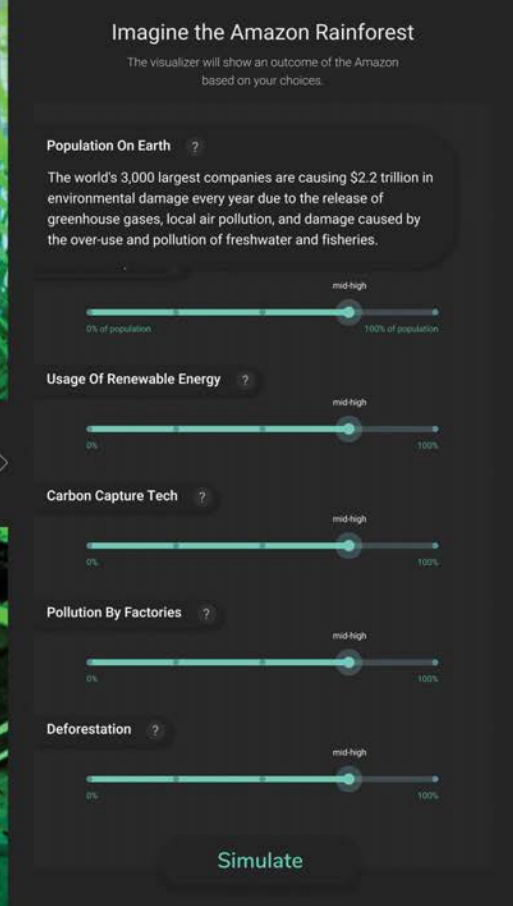 Imagine the Amazon Rainforest
The visualizer will show an outcome of the Amazon
based on your choices.
Population On Earth ?
The world's 3,000 largest companies are causing $2.2 trillion in
environmental damage every year due to the release of
greenhouse gases, local air pollution, and damage caused by
the over-use and pollution of freshwater and fisheries.
mid-high
0% of population 100% of population
Usage Of Renewable Energy ?
mid-high
0% 100%
Carbon Capture Tech ?
mid-high
0% 100%
Pollution By Factories ?
mid-high
0% 100%
Deforestation ?
mid-high
0% 100%
Simulate